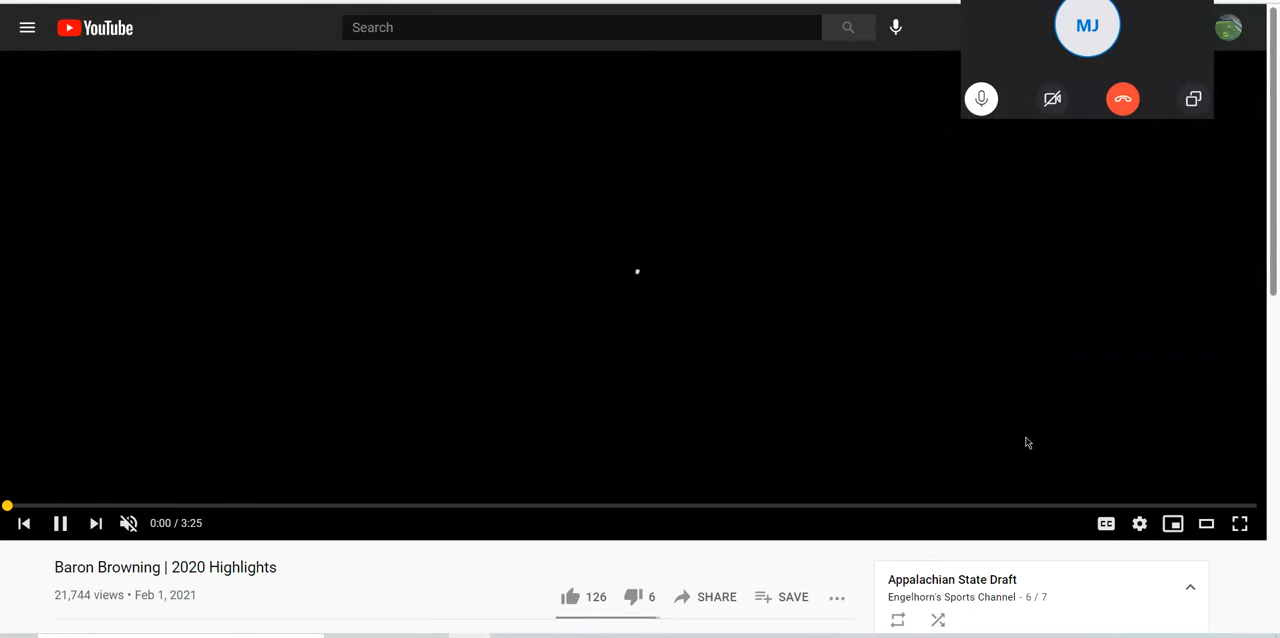 YouTube
Search
MJ
0:00 / 3:25
CC
Baron Browning | 2020 Highlights
21,744 views • Feb 1, 2021
126
6
SHARE
SAVE
Appalachian State Draft
Engelhorn's Sports Channel - 6 / 7